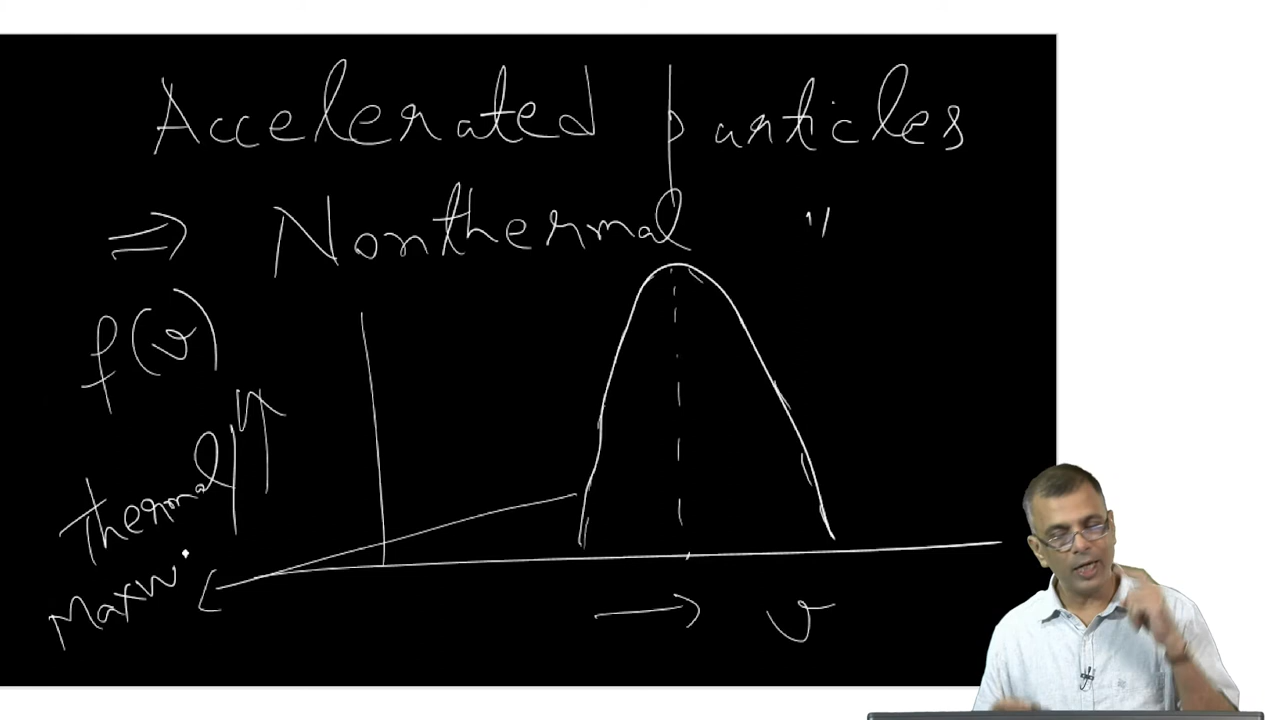 Accelerated particles
⇒ Nonthermal "
f(v)
Thermal/
Maxw
→ v